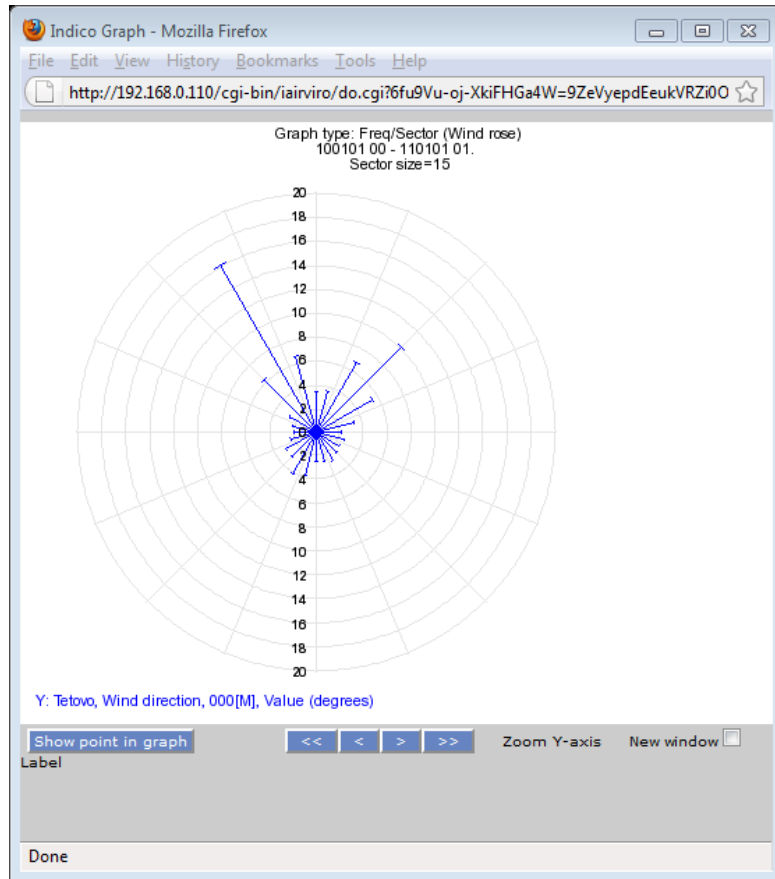 Indico Graph - Mozilla Firefox
File Edit View History Bookmarks Tools Help
http://192.168.0.110/cgi-bin/iairviro/do.cgi?6fu9Vu-oj-XkiFHGa4W=9ZeVyepdEeukVRZi0O
Graph type: Freq/Sector (Wind rose)
100101 00 - 110101 01.
Sector size=15
20
18
16
14
12
10
8
6
4
2
0
2
4
6
8
10
12
14
16
18
20
Y: Tetovo, Wind direction, 000[M], Value (degrees)
Show point in graph << < > >> Zoom Y-axis New window
Label
Done